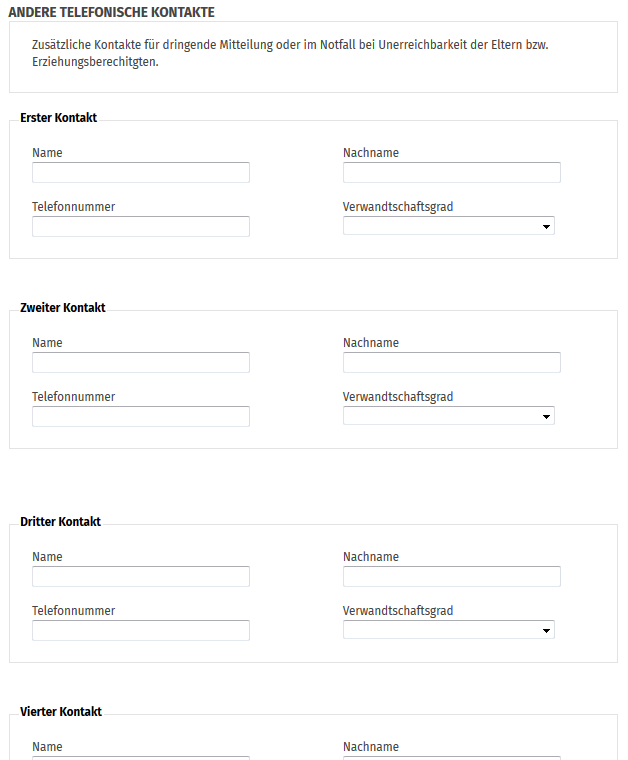 ANDERE TELEFONISCHE KONTAKTE
Zusätzliche Kontakte für dringende Mitteilung oder im Notfall bei Unerreichbarkeit der Eltern bzw.
Erziehungsberechitgten.
Erster Kontakt
Name
Nachname
Telefonnummer
Verwandtschaftsgrad
Zweiter Kontakt
Name
Nachname
Telefonnummer
Verwandtschaftsgrad
Dritter Kontakt
Name
Nachname
Telefonnummer
Verwandtschaftsgrad
Vierter Kontakt
Name
Nachname